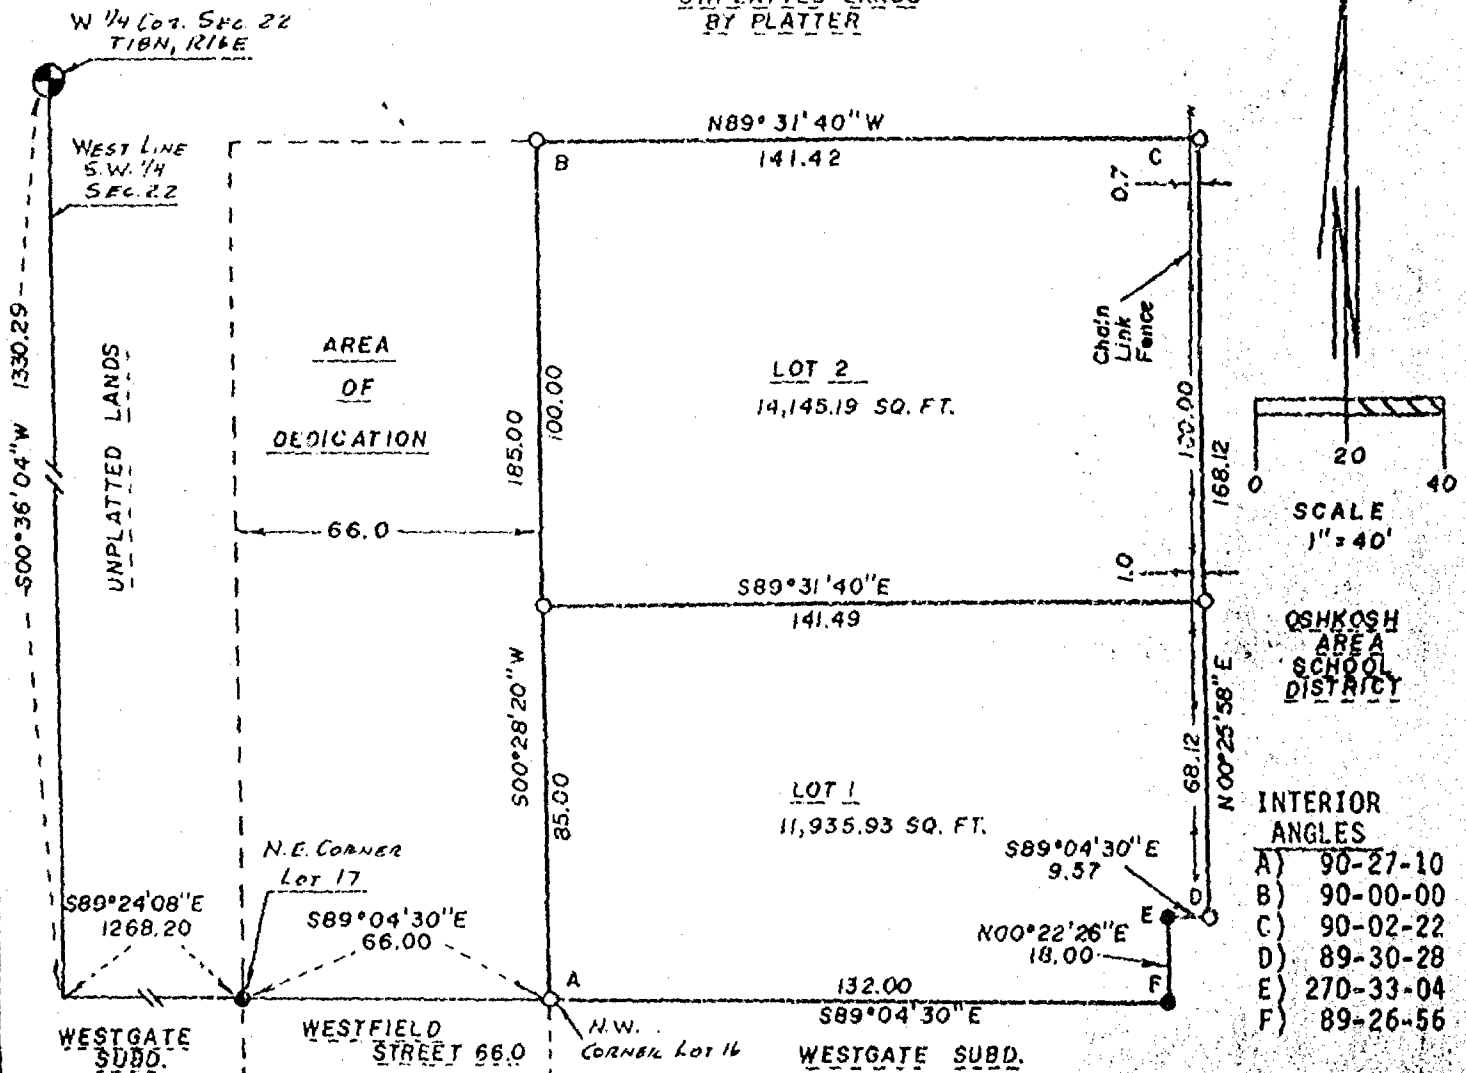 UNPLATTED LANDS
BY PLATTER
W 1/4 Cor. Sec. 22
T18N, R16E
WEST LINE
S.W. 1/4
SEC. 22
S00°36'04"W 1330.29
UNPLATTED LANDS
AREA
OF
DEDICATION
66.0
N89°31'40"W
141.42
B
C
0.7
Chain
Link
Fence
LOT 2
14,145.19 SQ. FT.
185.00
100.00
100.00
168.12
1.0
S89°31'40"E
141.49
S00°28'20"W
85.00
LOT 1
11,935.93 SQ. FT.
68.12
N00°25'58"E
S89°04'30"E
9.57
D
E
N00°22'26"E
18.00
F
A
132.00
S89°04'30"E
N.E. CORNER
LOT 17
S89°24'08"E
1268.20
S89°04'30"E
66.00
WESTGATE
SUBD.
WESTFIELD
STREET 66.0
N.W.
CORNER LOT 16
WESTGATE SUBD.
0
20
40
SCALE
1"=40'
OSHKOSH
AREA
SCHOOL
DISTRICT
INTERIOR
ANGLES
A) 90-27-10
B) 90-00-00
C) 90-02-22
D) 89-30-28
E) 270-33-04
F) 89-26-56